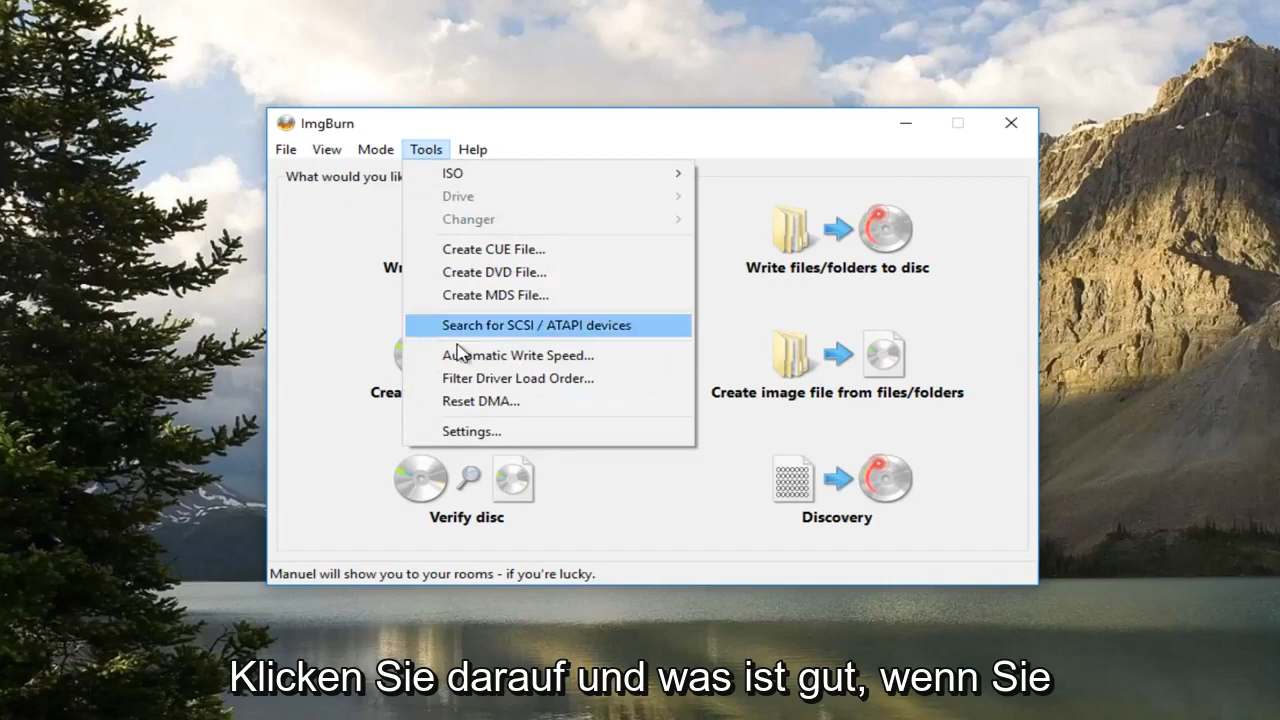 ImgBurn
File View Mode Tools Help
What would you lik
ISO
Drive
Changer
Create CUE File...
Create DVD File...
Create MDS File...
Search for SCSI / ATAPI devices
Automatic Write Speed...
Filter Driver Load Order...
Reset DMA...
Settings...
Wr
Write files/folders to disc
Crea
Create image file from files/folders
Verify disc
Discovery
Manuel will show you to your rooms - if you're lucky.
Klicken Sie darauf und was ist gut, wenn Sie